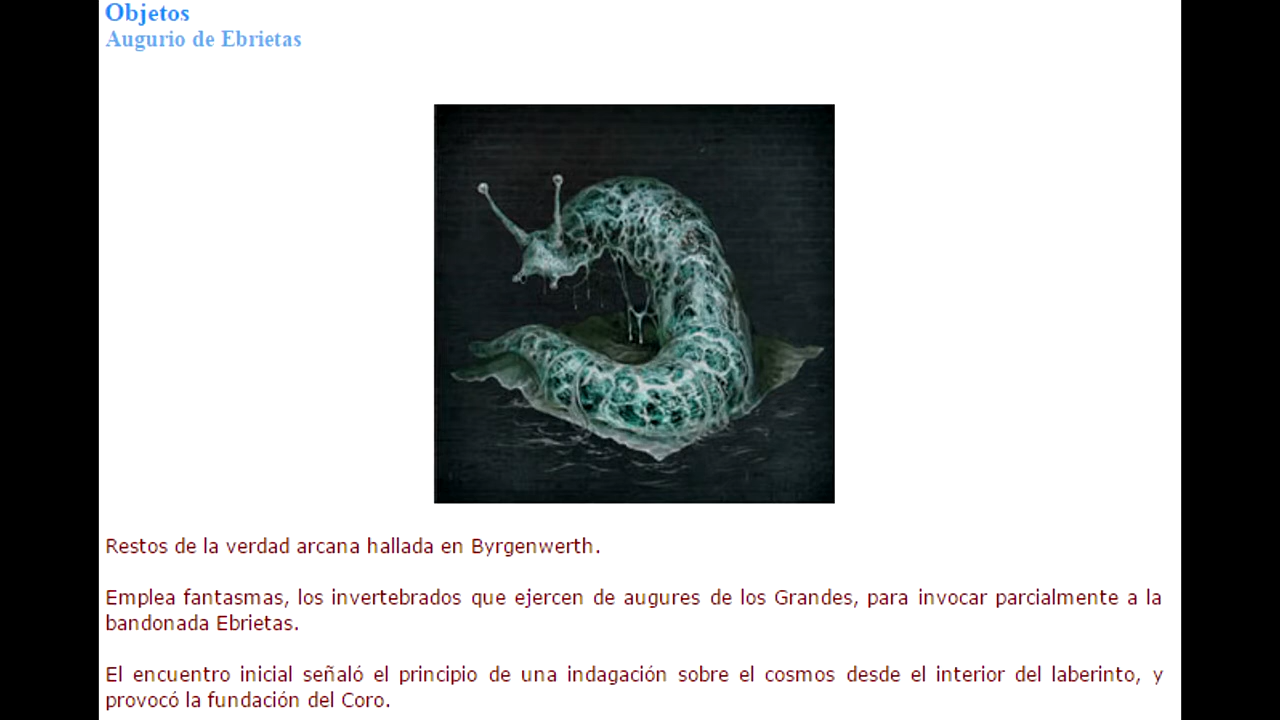 Objetos
Augurio de Ebrietas
Restos de la verdad arcana hallada en Byrgenwerth.
Emplea fantasmas, los invertebrados que ejercen de augures de los Grandes, para invocar parcialmente a la
bandonada Ebrietas.
El encuentro inicial señaló el principio de una indagación sobre el cosmos desde el interior del laberinto, y
provocó la fundación del Coro.